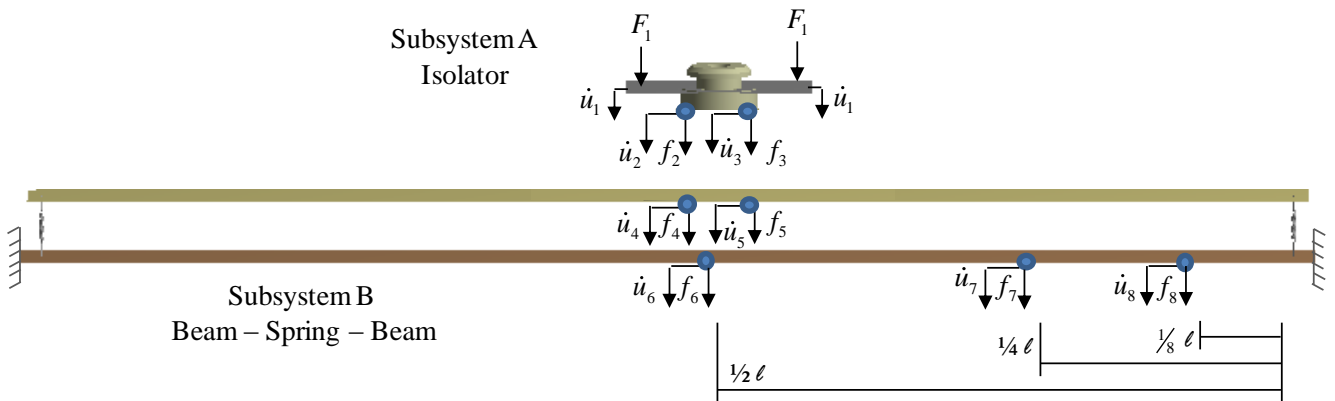 Subsystem A
Isolator
F₁
F₁
u̇₁
u̇₁
u̇₂
f₂
u̇₃
f₃
u̇₄
f₄
u̇₅
f₅
u̇₆
f₆
u̇₇
f₇
u̇₈
f₈
Subsystem B
Beam – Spring – Beam
⅛ ℓ
¼ ℓ
½ ℓ